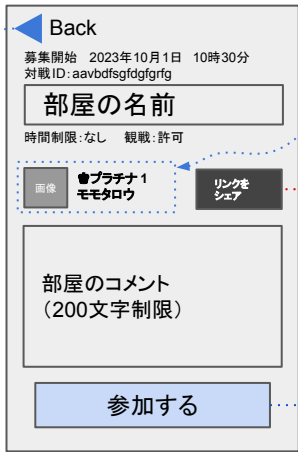 Back
募集開始 2023年10月1日 10時30分
対戦ID:aavbdfsgfdgfgrfg
部屋の名前
時間制限:なし 観戦:許可
画像
プラチナ1
モモタロウ
リンクを
シェア
部屋のコメント
(200文字制限)
参加する